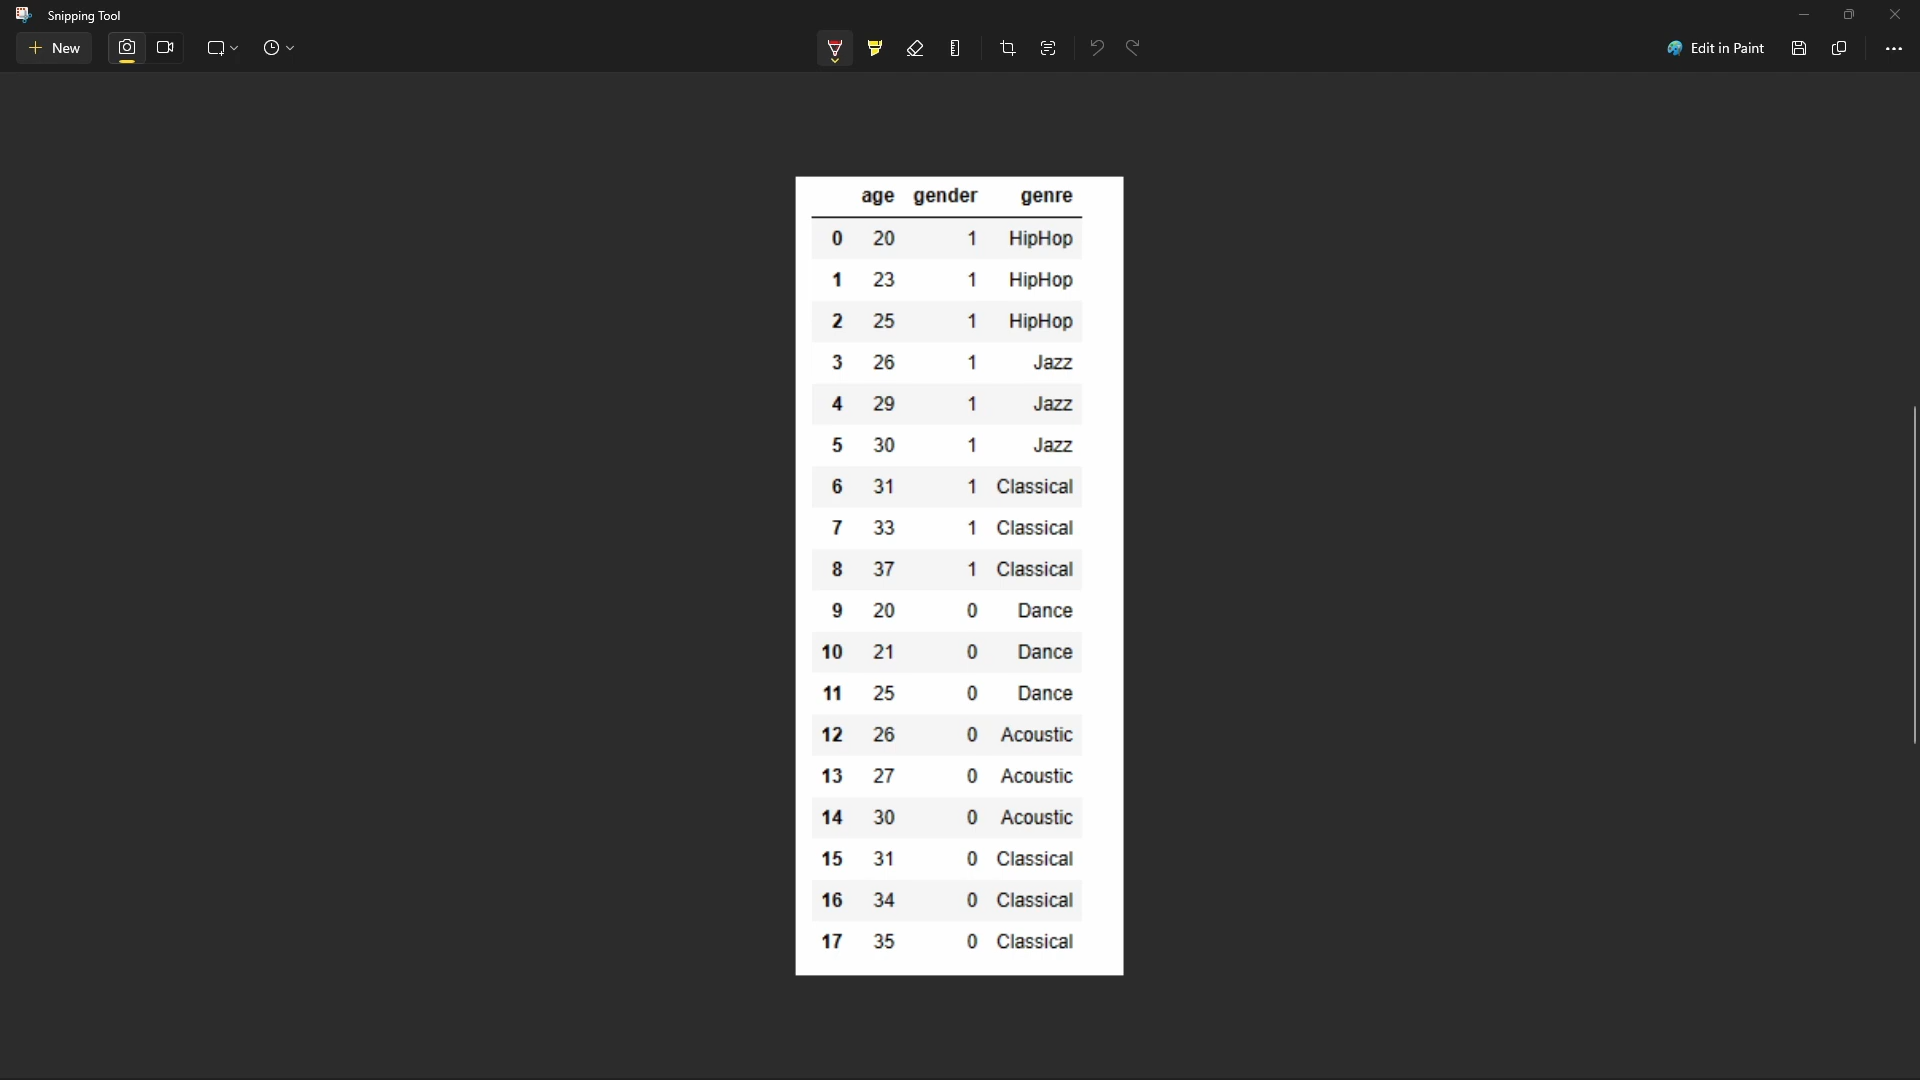 Snipping Tool
New
Edit in Paint
age gender genre
0 20 1 HipHop
1 23 1 HipHop
2 25 1 HipHop
3 26 1 Jazz
4 29 1 Jazz
5 30 1 Jazz
6 31 1 Classical
7 33 1 Classical
8 37 1 Classical
9 20 0 Dance
10 21 0 Dance
11 25 0 Dance
12 26 0 Acoustic
13 27 0 Acoustic
14 30 0 Acoustic
15 31 0 Classical
16 34 0 Classical
17 35 0 Classical